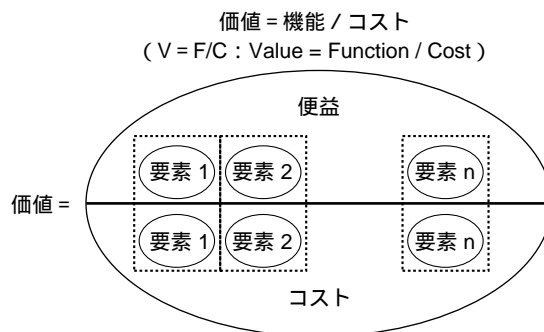 価値 = 機能 / コスト
( V = F/C : Value = Function / Cost )
便益
要素 1 要素 2 要素 n
価値 =
要素 1 要素 2 要素 n
コスト